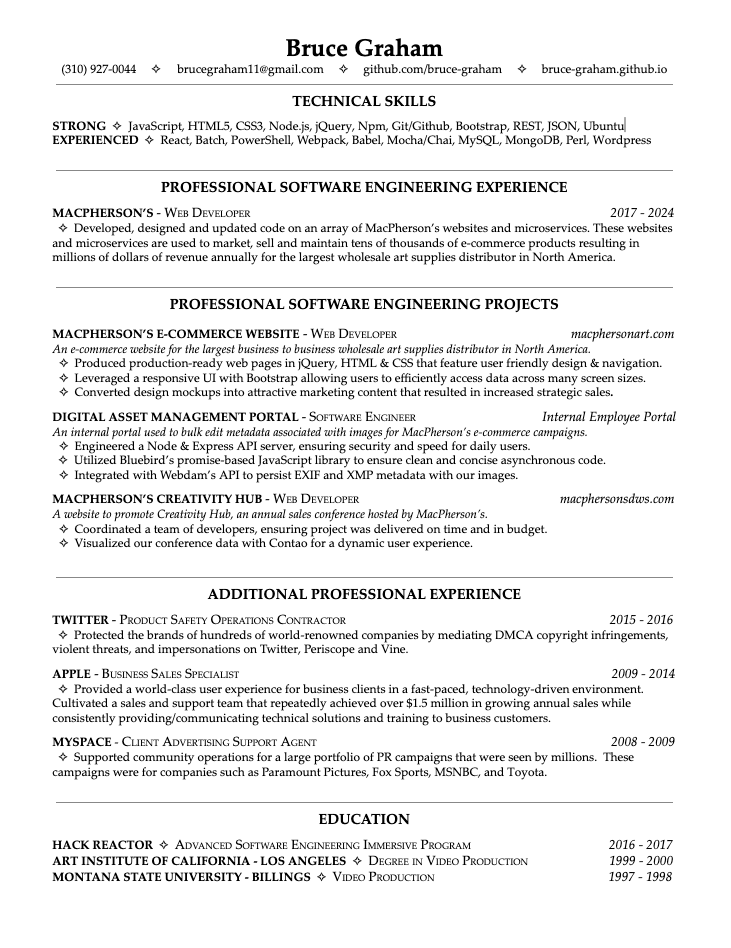 Bruce Graham
(310) 927-0044 ✧ brucegraham11@gmail.com ✧ github.com/bruce-graham ✧ bruce-graham.github.io
TECHNICAL SKILLS
STRONG ✧ JavaScript, HTML5, CSS3, Node.js, jQuery, Npm, Git/Github, Bootstrap, REST, JSON, Ubuntu
EXPERIENCED ✧ React, Batch, PowerShell, Webpack, Babel, Mocha/Chai, MySQL, MongoDB, Perl, Wordpress
PROFESSIONAL SOFTWARE ENGINEERING EXPERIENCE
MACPHERSON'S - Web Developer 2017 - 2024
✧ Developed, designed and updated code on an array of MacPherson's websites and microservices. These websites
and microservices are used to market, sell and maintain tens of thousands of e-commerce products resulting in
millions of dollars of revenue annually for the largest wholesale art supplies distributor in North America.
PROFESSIONAL SOFTWARE ENGINEERING PROJECTS
MACPHERSON'S E-COMMERCE WEBSITE - Web Developer macphersonart.com
An e-commerce website for the largest business to business wholesale art supplies distributor in North America.
✧ Produced production-ready web pages in jQuery, HTML & CSS that feature user friendly design & navigation.
✧ Leveraged a responsive UI with Bootstrap allowing users to efficiently access data across many screen sizes.
✧ Converted design mockups into attractive marketing content that resulted in increased strategic sales.
DIGITAL ASSET MANAGEMENT PORTAL - Software Engineer Internal Employee Portal
An internal portal used to bulk edit metadata associated with images for MacPherson's e-commerce campaigns.
✧ Engineered a Node & Express API server, ensuring security and speed for daily users.
✧ Utilized Bluebird's promise-based JavaScript library to ensure clean and concise asynchronous code.
✧ Integrated with Webdam's API to persist EXIF and XMP metadata with our images.
MACPHERSON'S CREATIVITY HUB - Web Developer macphersonsdws.com
A website to promote Creativity Hub, an annual sales conference hosted by MacPherson's.
✧ Coordinated a team of developers, ensuring project was delivered on time and in budget.
✧ Visualized our conference data with Contao for a dynamic user experience.
ADDITIONAL PROFESSIONAL EXPERIENCE
TWITTER - Product Safety Operations Contractor 2015 - 2016
✧ Protected the brands of hundreds of world-renowned companies by mediating DMCA copyright infringements,
violent threats, and impersonations on Twitter, Periscope and Vine.
APPLE - Business Sales Specialist 2009 - 2014
✧ Provided a world-class user experience for business clients in a fast-paced, technology-driven environment.
Cultivated a sales and support team that repeatedly achieved over $1.5 million in growing annual sales while
consistently providing/communicating technical solutions and training to business customers.
MYSPACE - Client Advertising Support Agent 2008 - 2009
✧ Supported community operations for a large portfolio of PR campaigns that were seen by millions. These
campaigns were for companies such as Paramount Pictures, Fox Sports, MSNBC, and Toyota.
EDUCATION
HACK REACTOR ✧ Advanced Software Engineering Immersive Program 2016 - 2017
ART INSTITUTE OF CALIFORNIA - LOS ANGELES ✧ Degree in Video Production 1999 - 2000
MONTANA STATE UNIVERSITY - BILLINGS ✧ Video Production 1997 - 1998